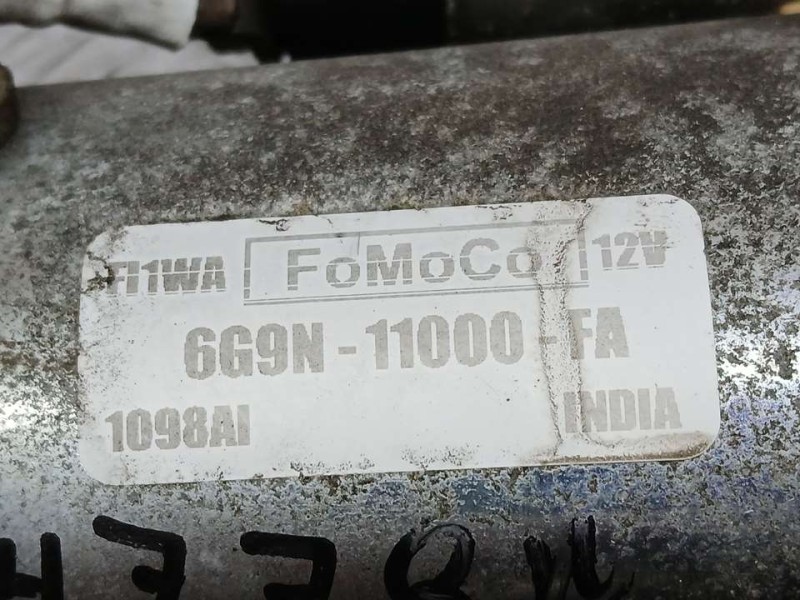 FI1WA FoMoCo 12V
6G9N-11000-FA
1098AI INDIA